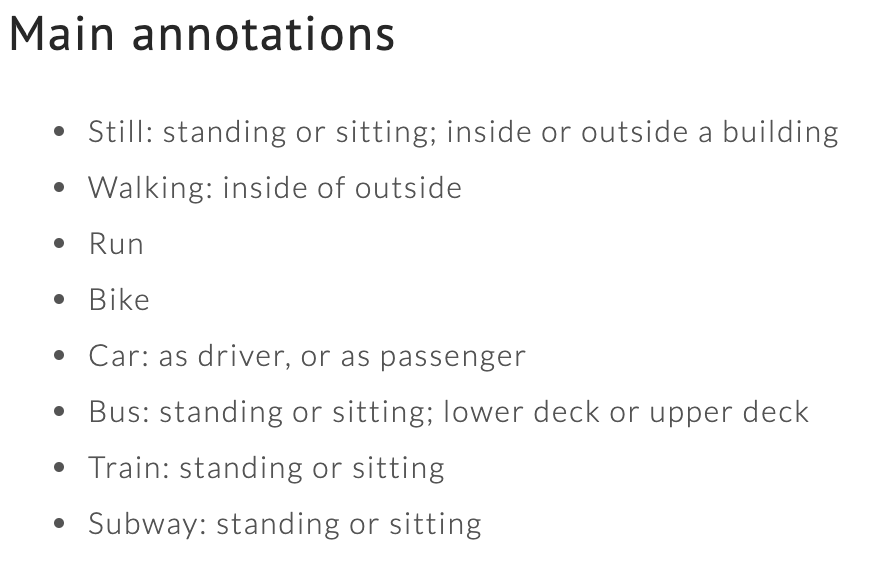 Main annotations
• Still: standing or sitting; inside or outside a building
• Walking: inside of outside
• Run
• Bike
• Car: as driver, or as passenger
• Bus: standing or sitting; lower deck or upper deck
• Train: standing or sitting
• Subway: standing or sitting